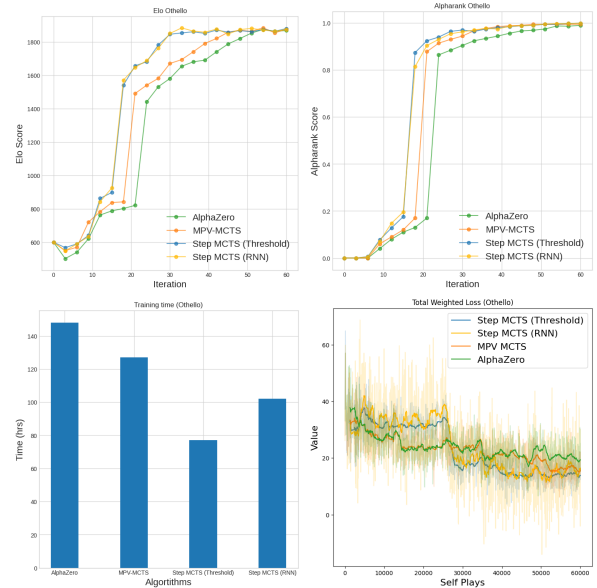 Elo Othello
Elo Score
1800
1600
1400
1200
1000
800
600
0 10 20 30 40 50 60
Iteration
AlphaZero
MPV-MCTS
Step MCTS (Threshold)
Step MCTS (RNN)
Alpharank Othello
Alpharank Score
1.0
0.8
0.6
0.4
0.2
0.0
0 10 20 30 40 50 60
Iteration
AlphaZero
MPV-MCTS
Step MCTS (Threshold)
Step MCTS (RNN)
Training time (Othello)
Time (hrs)
140
120
100
80
60
40
20
0
AlphaZero MPV-MCTS Step MCTS (Threshold) Step MCTS (RNN)
Algortithms
Total Weighted Loss (Othello)
Value
60
40
20
0
0 10000 20000 30000 40000 50000 60000
Self Plays
Step MCTS (Threshold)
Step MCTS (RNN)
MPV MCTS
AlphaZero